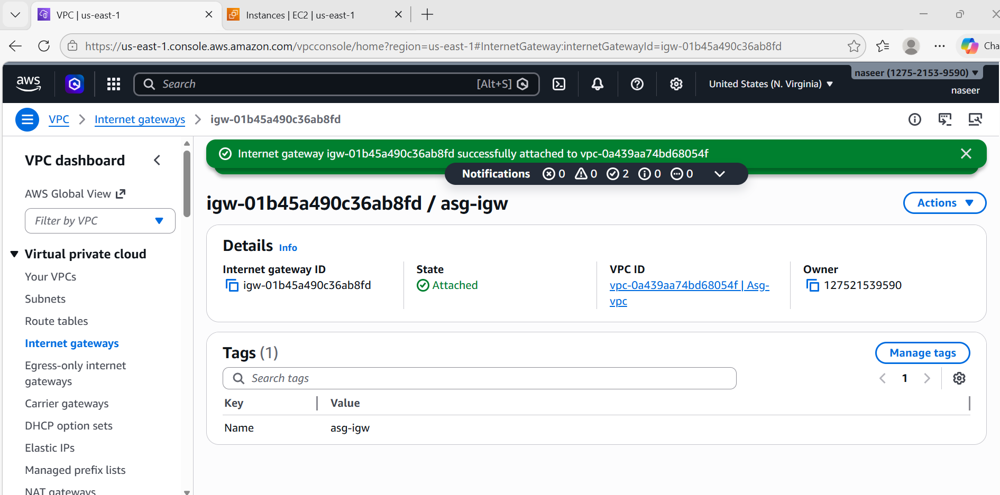 VPC | us-east-1
Instances | EC2 | us-east-1
https://us-east-1.console.aws.amazon.com/vpcconsole/home?region=us-east-1#InternetGateway:internetGatewayId=igw-01b45a490c36ab8fd
aws
Search
[Alt+S]
United States (N. Virginia)
naseer (1275-2153-9590)
naseer
VPC
Internet gateways
igw-01b45a490c36ab8fd
VPC dashboard
AWS Global View
Filter by VPC
Virtual private cloud
Your VPCs
Subnets
Route tables
Internet gateways
Egress-only internet
gateways
Carrier gateways
DHCP option sets
Elastic IPs
Managed prefix lists
NAT gateways
Internet gateway igw-01b45a490c36ab8fd successfully attached to vpc-0a439aa74bd68054f
Notifications 0 0 2 0 0
igw-01b45a490c36ab8fd / asg-igw
Actions
Details Info
Internet gateway ID
igw-01b45a490c36ab8fd
State
Attached
VPC ID
vpc-0a439aa74bd68054f | Asg-
vpc
Owner
127521539590
Tags (1)
Manage tags
Search tags
1
Key Value
Name asg-igw